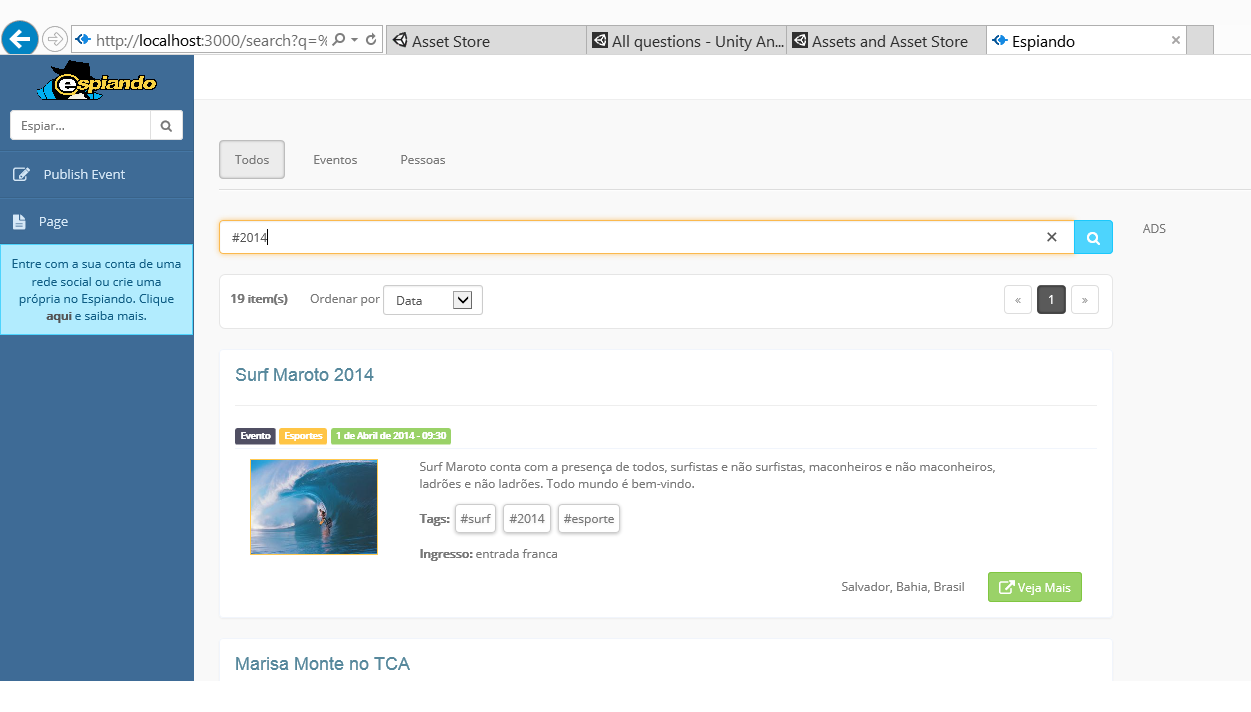 http://localhost:3000/search?q=%
Asset Store
All questions - Unity An...
Assets and Asset Store
Espiando
espiando
Espiar...
Publish Event
Page
Entre com a sua conta de uma
rede social ou crie uma
própria no Espiando. Clique
aqui e saiba mais.
Todos
Eventos
Pessoas
#2014
ADS
19 item(s)
Ordenar por
Data
«
1
»
Surf Maroto 2014
Evento
Esportes
1 de Abril de 2014 - 09:30
Surf Maroto conta com a presença de todos, surfistas e não surfistas, maconheiros e não maconheiros,
ladrões e não ladrões. Todo mundo é bem-vindo.
Tags: #surf #2014 #esporte
Ingresso: entrada franca
Salvador, Bahia, Brasil
Veja Mais
Marisa Monte no TCA